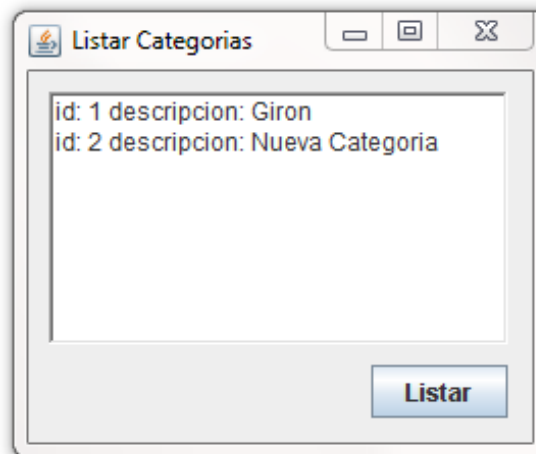 Listar Categorias
id: 1 descripcion: Giron
id: 2 descripcion: Nueva Categoria
Listar